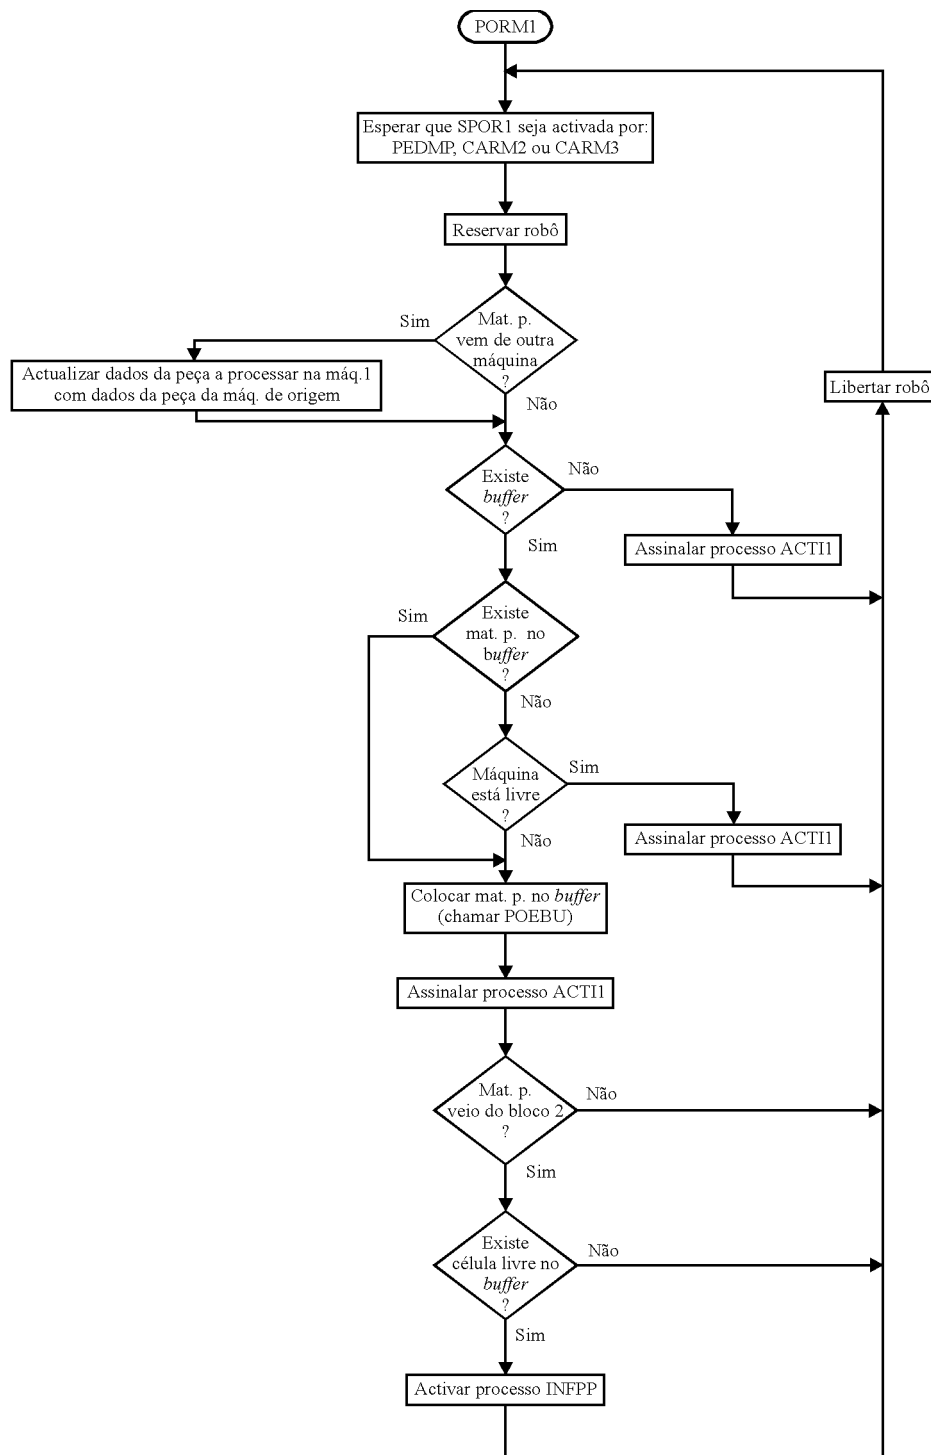 PORM1
Esperar que SPOR1 seja activada por:
PEDMP, CARM2 ou CARM3
Reservar robô
Sim
Mat. p.
vem de outra
máquina
?
Actualizar dados da peça a processar na máq.1
com dados da peça da máq. de origem
Libertar robô
Não
Existe
buffer
?
Não
Assinalar processo ACTI1
Sim
Sim
Existe
mat. p. no
buffer
?
Não
Máquina
está livre
?
Sim
Assinalar processo ACTI1
Não
Colocar mat. p. no buffer
(chamar POEBU)
Assinalar processo ACTI1
Mat. p.
veio do bloco 2
?
Não
Sim
Existe
célula livre no
buffer
?
Não
Sim
Activar processo INFPP